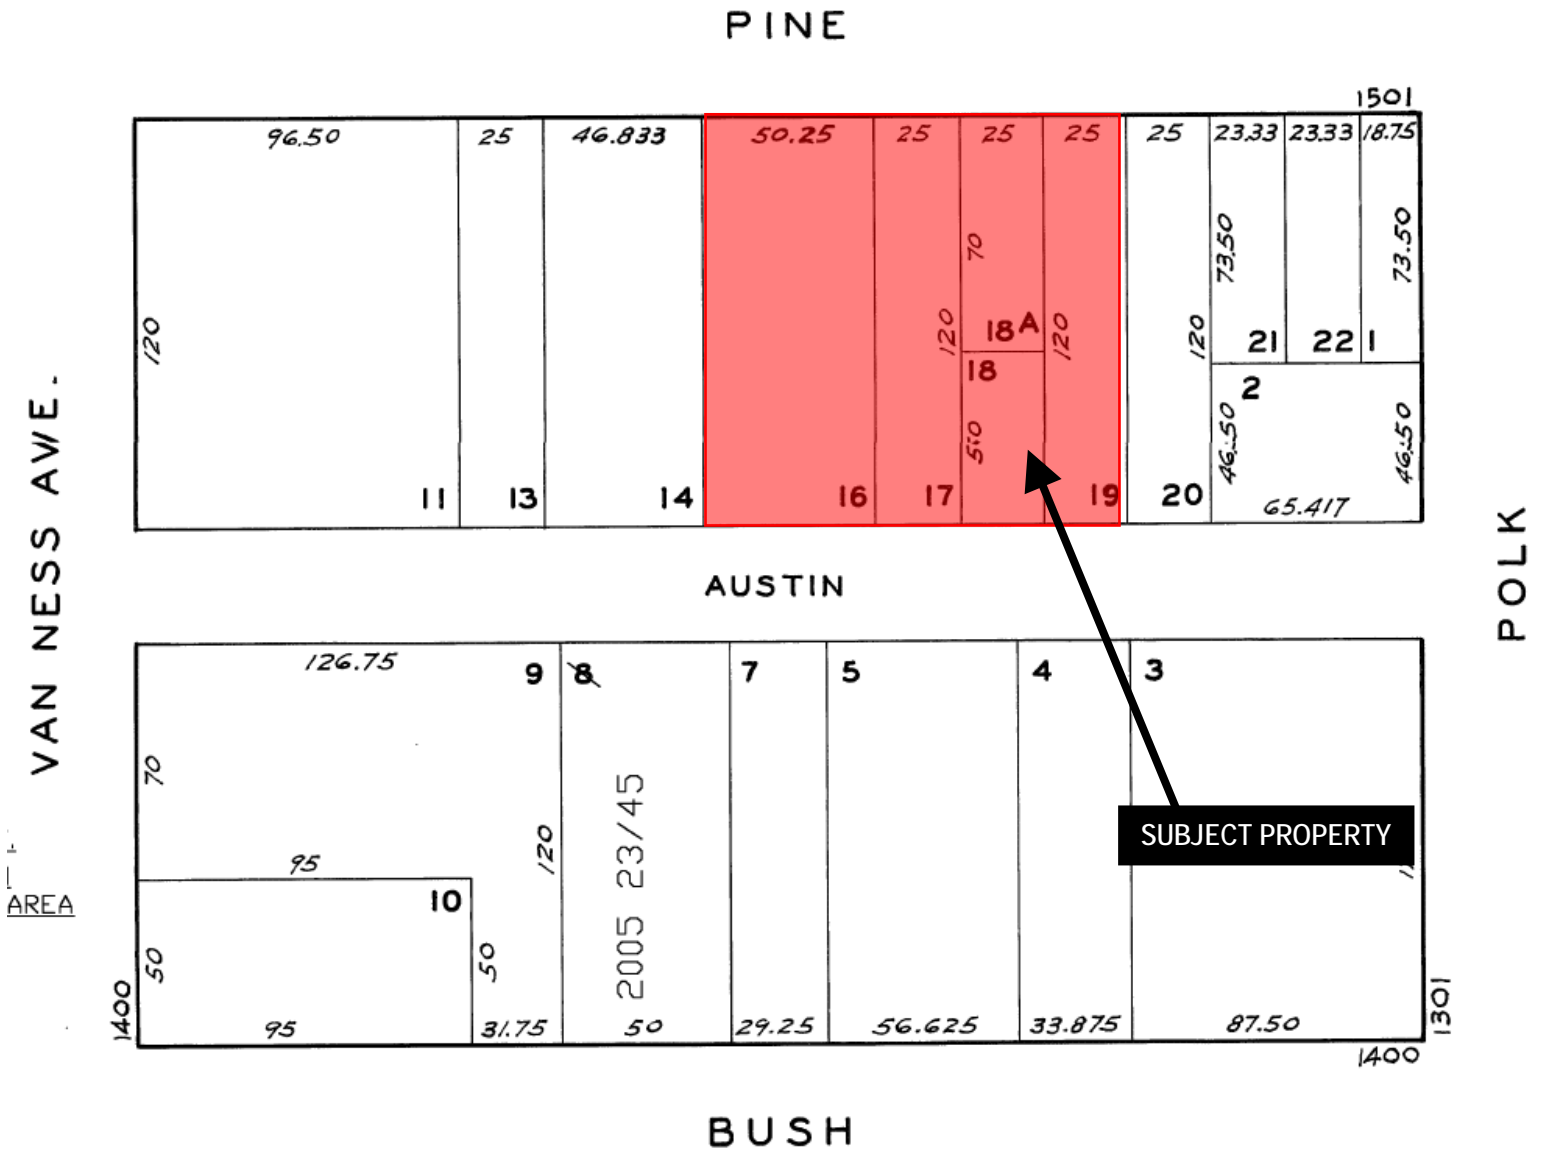 PINE
1501
96.50 25 46.833 50.25 25 25 25 25 23.33 23.33 18.75
70 73.50 73.50
120 120 18A 120 120 21 22 1
18 2
50 46.50 46.50
11 13 14 16 17 19 20 65.417
VAN NESS AWE.
AUSTIN
POLK
126.75 9 8 7 5 4 3
70
2005 23/45
120
SUBJECT PROPERTY
95
10
AREA
50 50
1400 1301
95 31.75 50 29.25 56.625 33.875 87.50
1400
BUSH